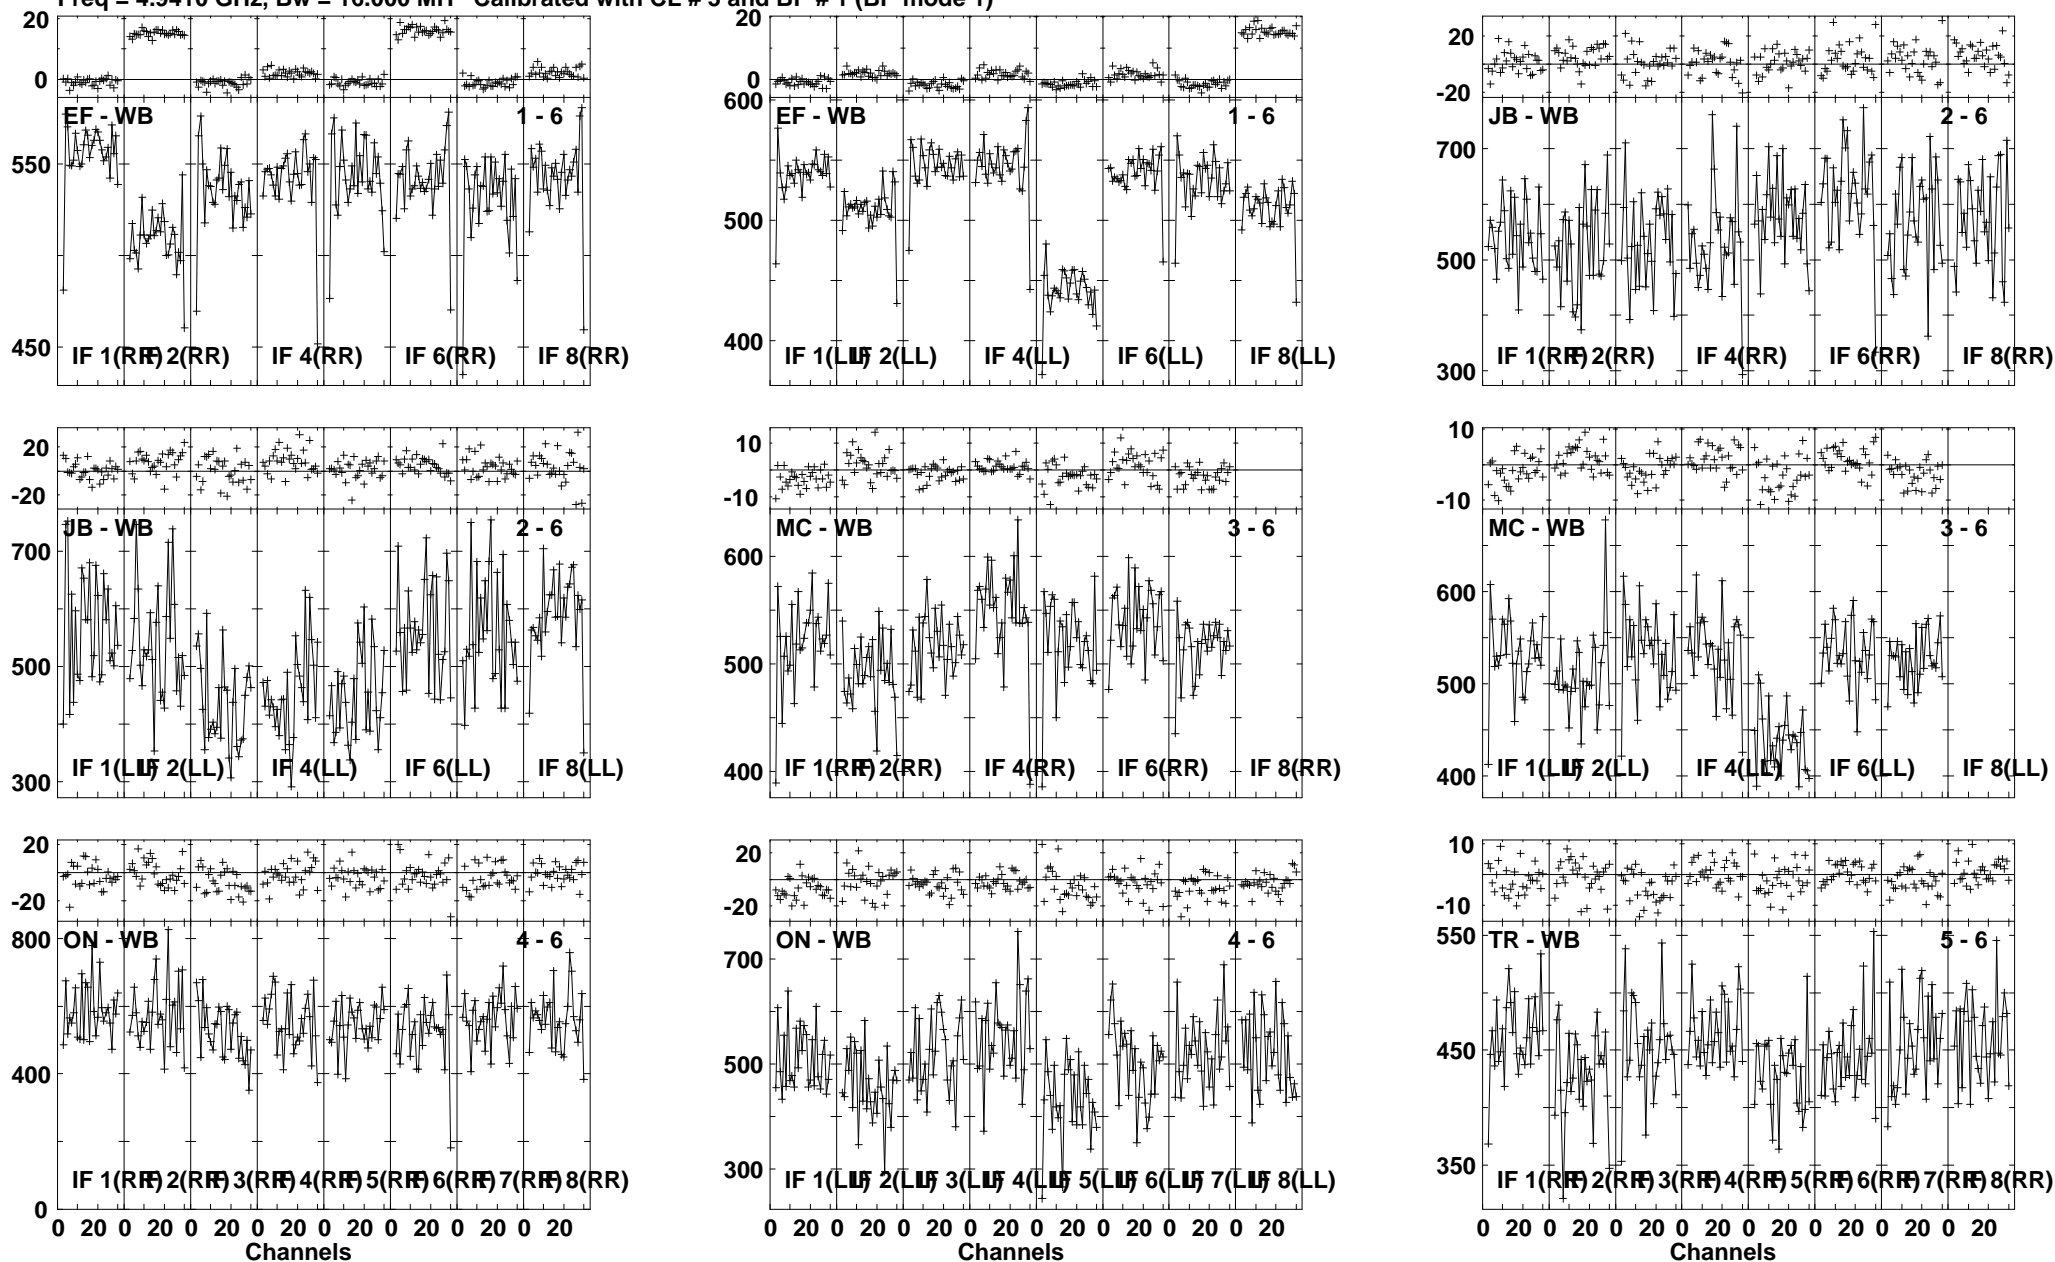 Freq = 4.9410 GHz, Bw = 16.000 MH Calibrated with CL # 3 and BP # 1 (BP mode 1)
20
0
EF - WB 1 - 6
550
450
IF 1(RR) IF 2(RR) IF 4(RR) IF 6(RR) IF 8(RR)
20
0
600
EF - WB 1 - 6
500
400
IF 1(LL) IF 2(LL) IF 4(LL) IF 6(LL) IF 8(LL)
20
-20
JB - WB 2 - 6
700
500
300
IF 1(RR) IF 2(RR) IF 4(RR) IF 6(RR) IF 8(RR)
20
-20
JB - WB 2 - 6
700
500
300
IF 1(LL) IF 2(LL) IF 4(LL) IF 6(LL) IF 8(LL)
10
-10
MC - WB 3 - 6
600
500
400
IF 1(RR) IF 2(RR) IF 4(RR) IF 6(RR) IF 8(RR)
10
-10
MC - WB 3 - 6
600
500
400
IF 1(LL) IF 2(LL) IF 4(LL) IF 6(LL) IF 8(LL)
20
-20
800
ON - WB 4 - 6
400
0
IF 1(RR) IF 2(RR) IF 3(RR) IF 4(RR) IF 5(RR) IF 6(RR) IF 7(RR) IF 8(RR)
0 20 0 20 0 20 0 20 0 20 0 20 0 20 0 20
Channels
20
-20
ON - WB 4 - 6
700
500
300
IF 1(LL) IF 2(LL) IF 3(LL) IF 4(LL) IF 5(LL) IF 6(LL) IF 7(LL) IF 8(LL)
0 20 0 20 0 20 0 20 0 20 0 20 0 20 0 20
Channels
10
-10
550
TR - WB 5 - 6
450
350
IF 1(RR) IF 2(RR) IF 3(RR) IF 4(RR) IF 5(RR) IF 6(RR) IF 7(RR) IF 8(RR)
0 20 0 20 0 20 0 20 0 20 0 20 0 20 0 20
Channels